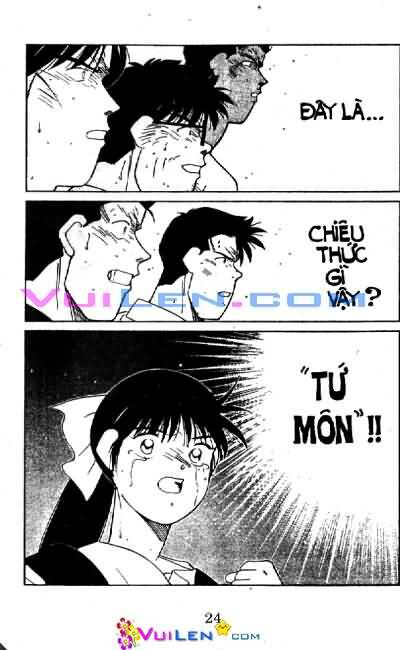 ĐÂY LÀ...
CHIÊU
THỨC
GÌ
VẬY?
VuiLen.com
"TỨ
MÔN"!!
24
VuiLen.com